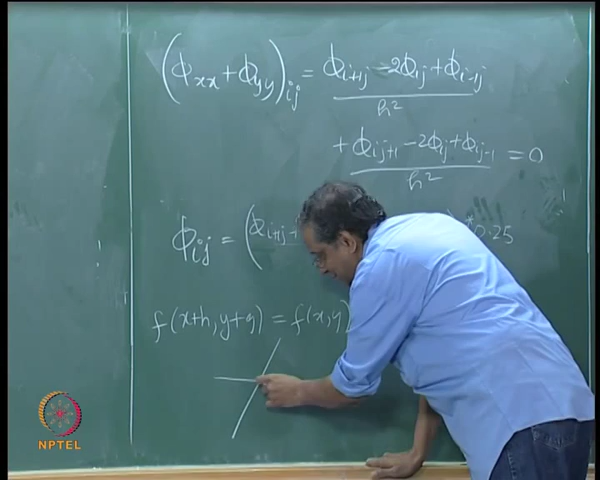 (ϕxx + ϕyy)ij = ϕi+1j − 2ϕij + ϕi−1j / h²
+ ϕij+1 − 2ϕij + ϕij−1 / h² = 0
ϕij = (ϕi+1j + ) * 0.25
f(x+h, y+g) = f(x,y)
NPTEL